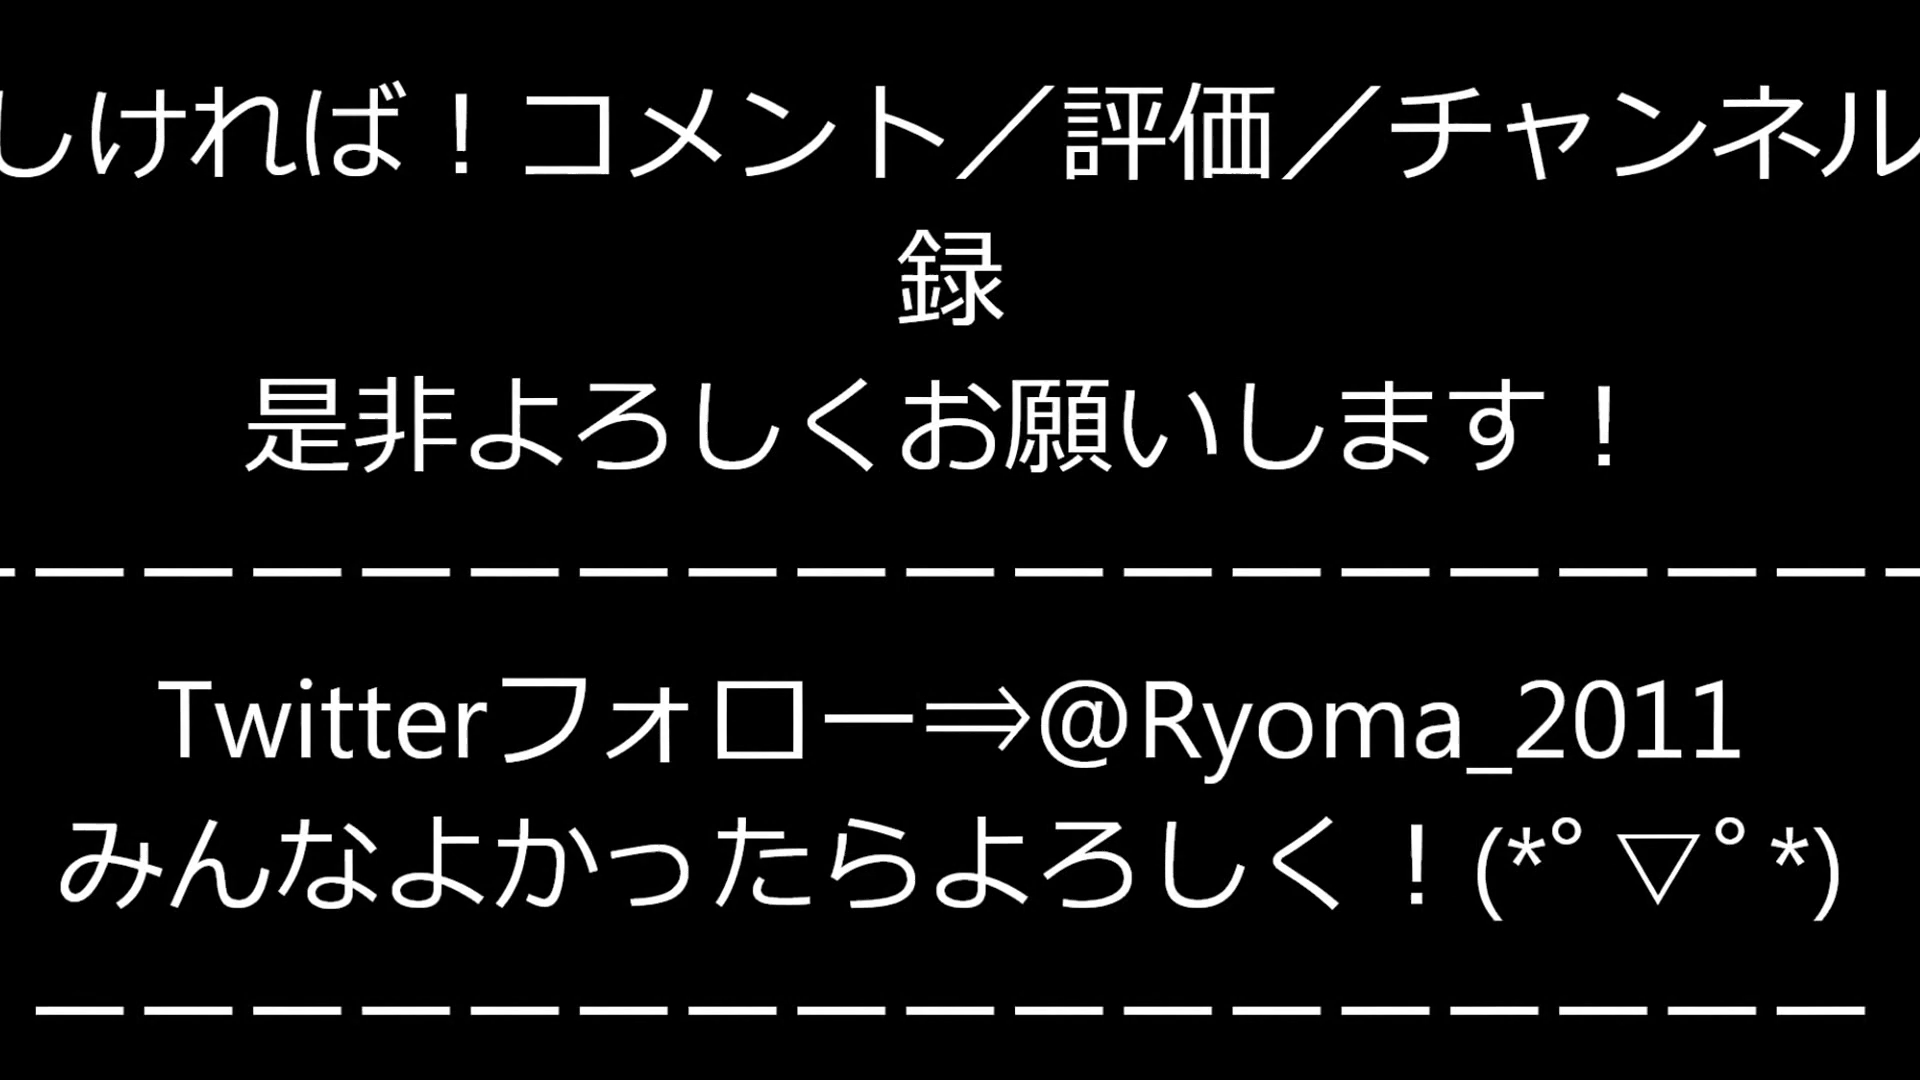 しければ！コメント／評価／チャンネル
録
是非よろしくお願いします！
－－－－－－－－－－－－－－－－－－－
Twitterフォロー⇒@Ryoma_2011
みんなよかったらよろしく！(*ﾟ▽ﾟ*)
－－－－－－－－－－－－－－－－－